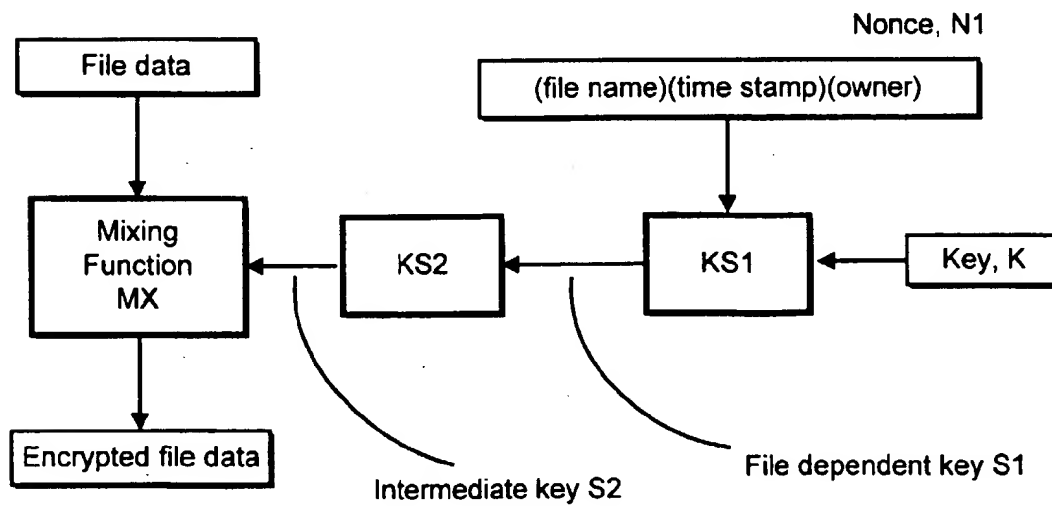 Nonce, N1
File data
(file name)(time stamp)(owner)
Mixing
Function
MX
KS2
KS1
Key, K
Encrypted file data
Intermediate key S2
File dependent key S1